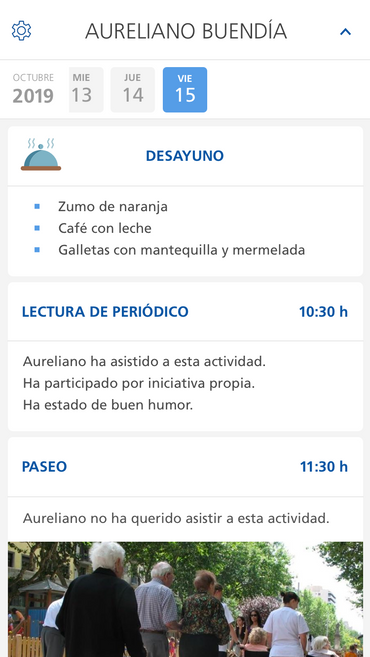 AURELIANO BUENDÍA
OCTUBRE
2019
MIE
13
JUE
14
VIE
15
DESAYUNO
Zumo de naranja
Café con leche
Galletas con mantequilla y mermelada
LECTURA DE PERIÓDICO 10:30 h
Aureliano ha asistido a esta actividad.
Ha participado por iniciativa propia.
Ha estado de buen humor.
PASEO 11:30 h
Aureliano no ha querido asistir a esta actividad.